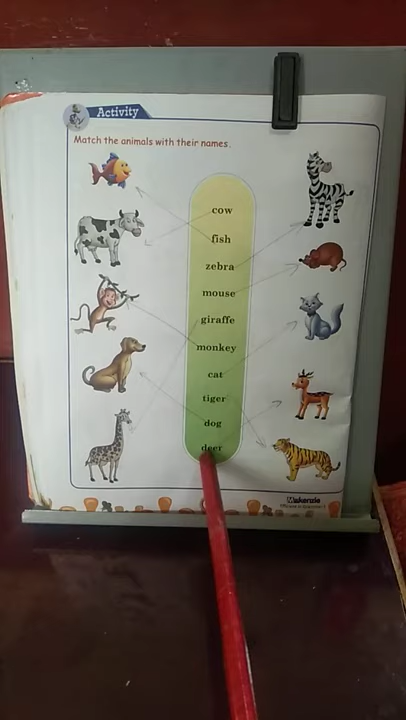 Activity
Match the animals with their names.
cow
fish
zebra
mouse
giraffe
monkey
cat
tiger
dog
deer